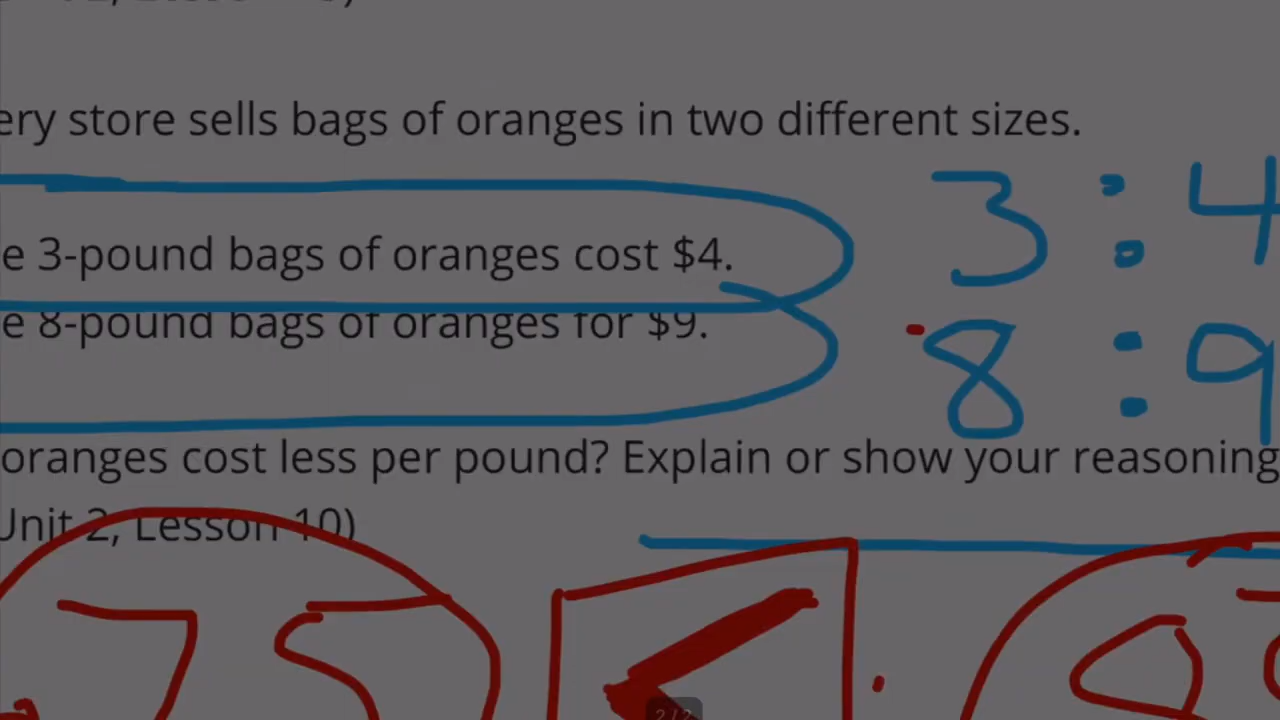 store sells bags of oranges in two different sizes.
3 : 4
3-pound bags of oranges cost $4.
8-pound bags of oranges for $9.
8 : 9
oranges cost less per pound? Explain or show your reasoning
Unit 2, Lesson 10)
75 <